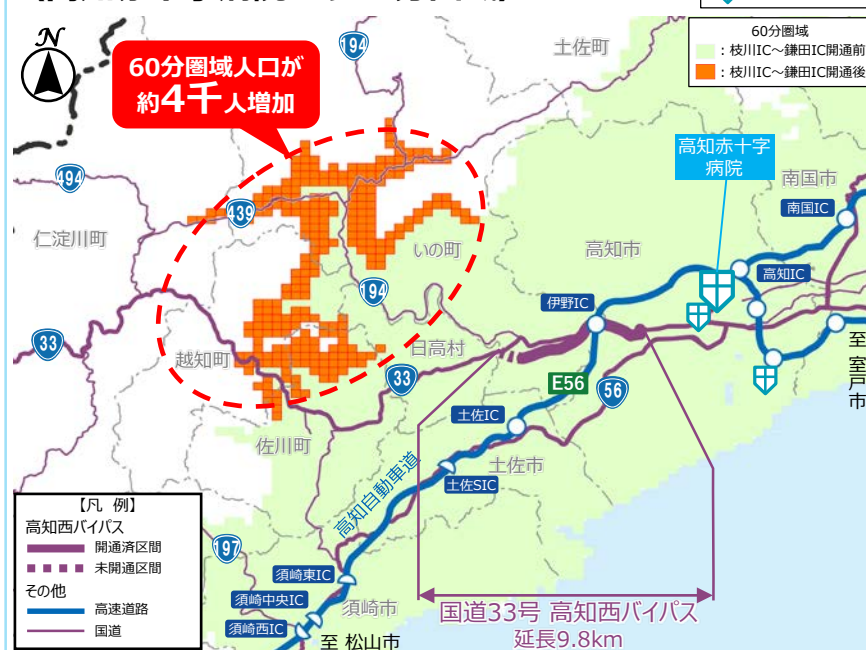 N
60分圏域人口が
約4千人増加
60分圏域
：枝川IC～鎌田IC開通前
：枝川IC～鎌田IC開通後
194
土佐町
494
439
仁淀川町
いの町
高知市
高知赤十字
病院
南国市
南国IC
高知IC
194
伊野IC
33
越知町
日高村
33
E56
56
至 室戸市
佐川町
土佐IC
土佐市
土佐SIC
高知自動車道
【凡 例】
高知西バイパス
開通済区間
未開通区間
その他
高速道路
国道
197
須崎東IC
須崎中央IC
須崎西IC
須崎市
至 松山市
国道33号 高知西バイパス
延長9.8km